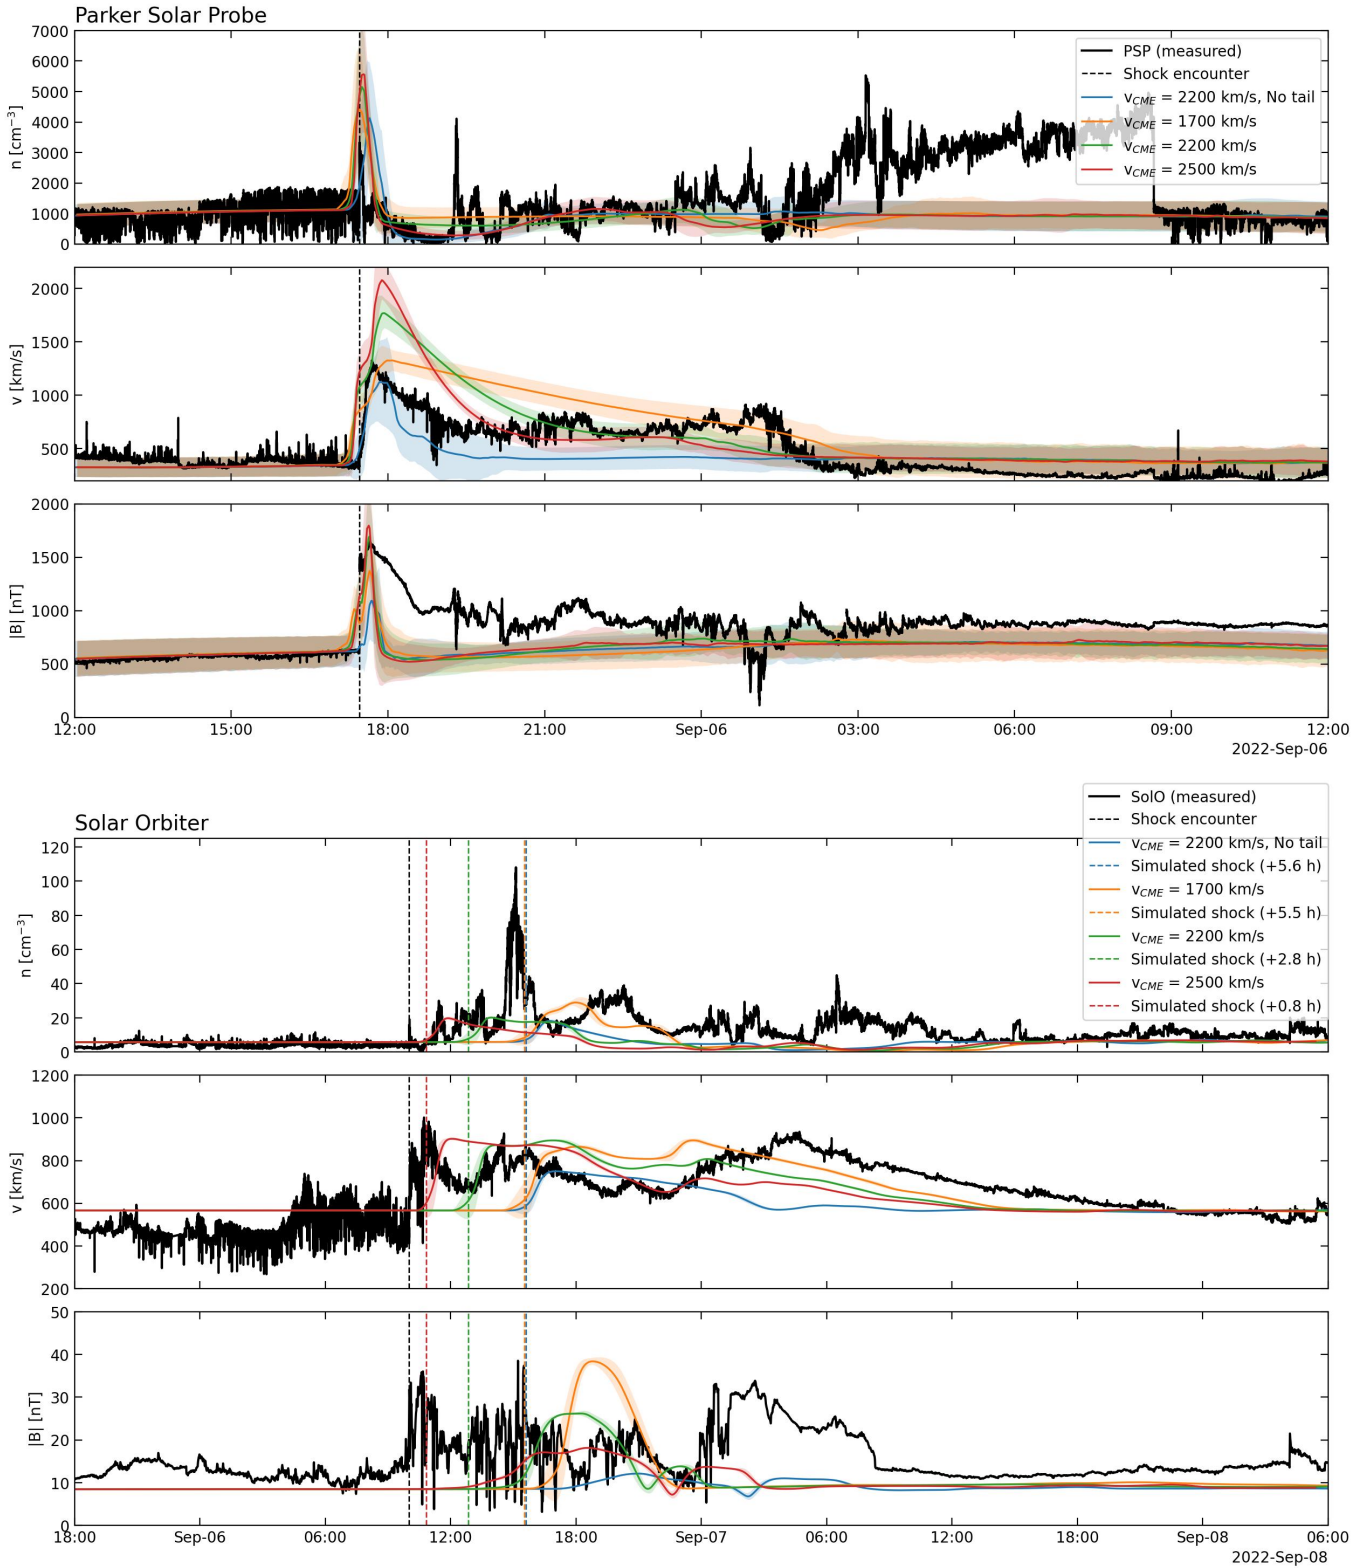 Parker Solar Probe
7000
6000
5000
4000
3000
2000
1000
0
n [cm⁻³]
PSP (measured)
Shock encounter
v_CME = 2200 km/s, No tail
v_CME = 1700 km/s
v_CME = 2200 km/s
v_CME = 2500 km/s
2000
1500
1000
500
v [km/s]
2000
1500
1000
500
0
|B| [nT]
12:00 15:00 18:00 21:00 Sep-06 03:00 06:00 09:00 12:00
2022-Sep-06
Solar Orbiter
SolO (measured)
Shock encounter
v_CME = 2200 km/s, No tail
Simulated shock (+5.6 h)
v_CME = 1700 km/s
Simulated shock (+5.5 h)
v_CME = 2200 km/s
Simulated shock (+2.8 h)
v_CME = 2500 km/s
Simulated shock (+0.8 h)
120
100
80
60
40
20
0
n [cm⁻³]
1200
1000
800
600
400
200
v [km/s]
50
40
30
20
10
0
|B| [nT]
18:00 Sep-06 06:00 12:00 18:00 Sep-07 06:00 12:00 18:00 Sep-08 06:00
2022-Sep-08